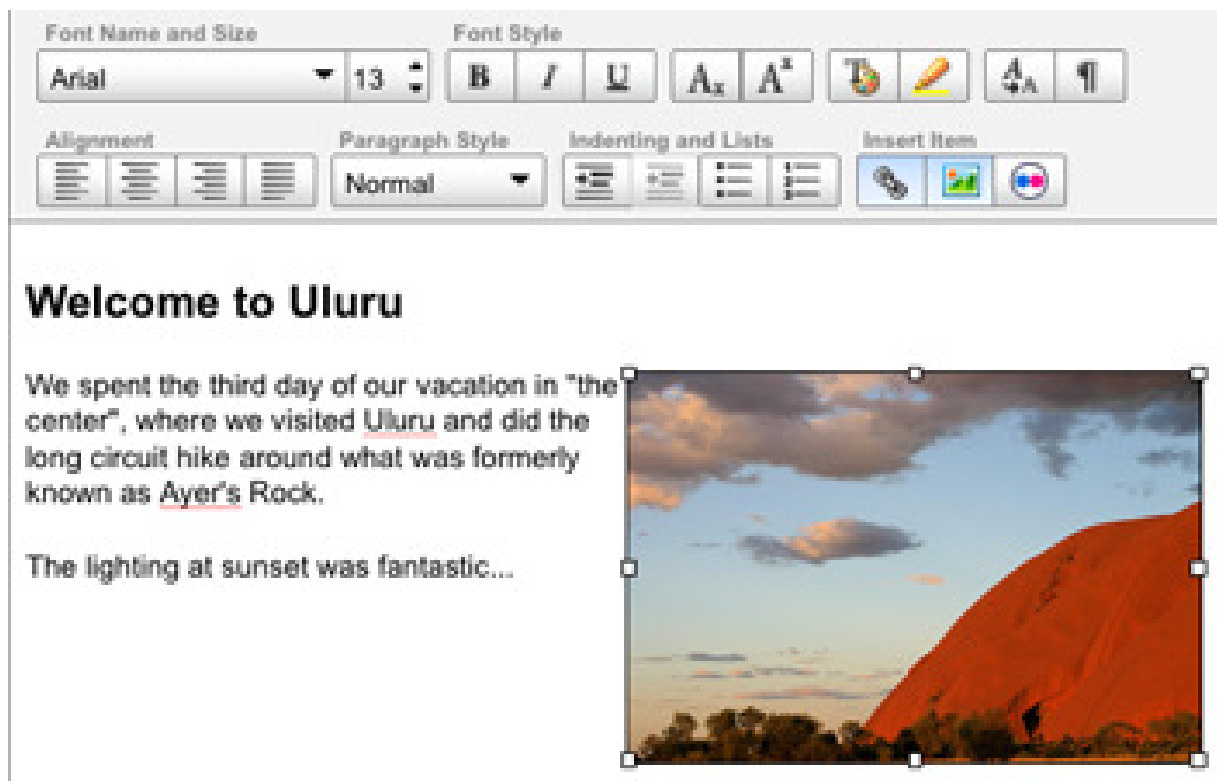 Font Name and Size
Font Style
Arial
13
B I U Ax Ax T A A ¶
Alignment
Paragraph Style
Indenting and Lists
Insert Item
Normal
Welcome to Uluru
We spent the third day of our vacation in "the
center", where we visited Uluru and did the
long circuit hike around what was formerly
known as Ayer's Rock.
The lighting at sunset was fantastic...